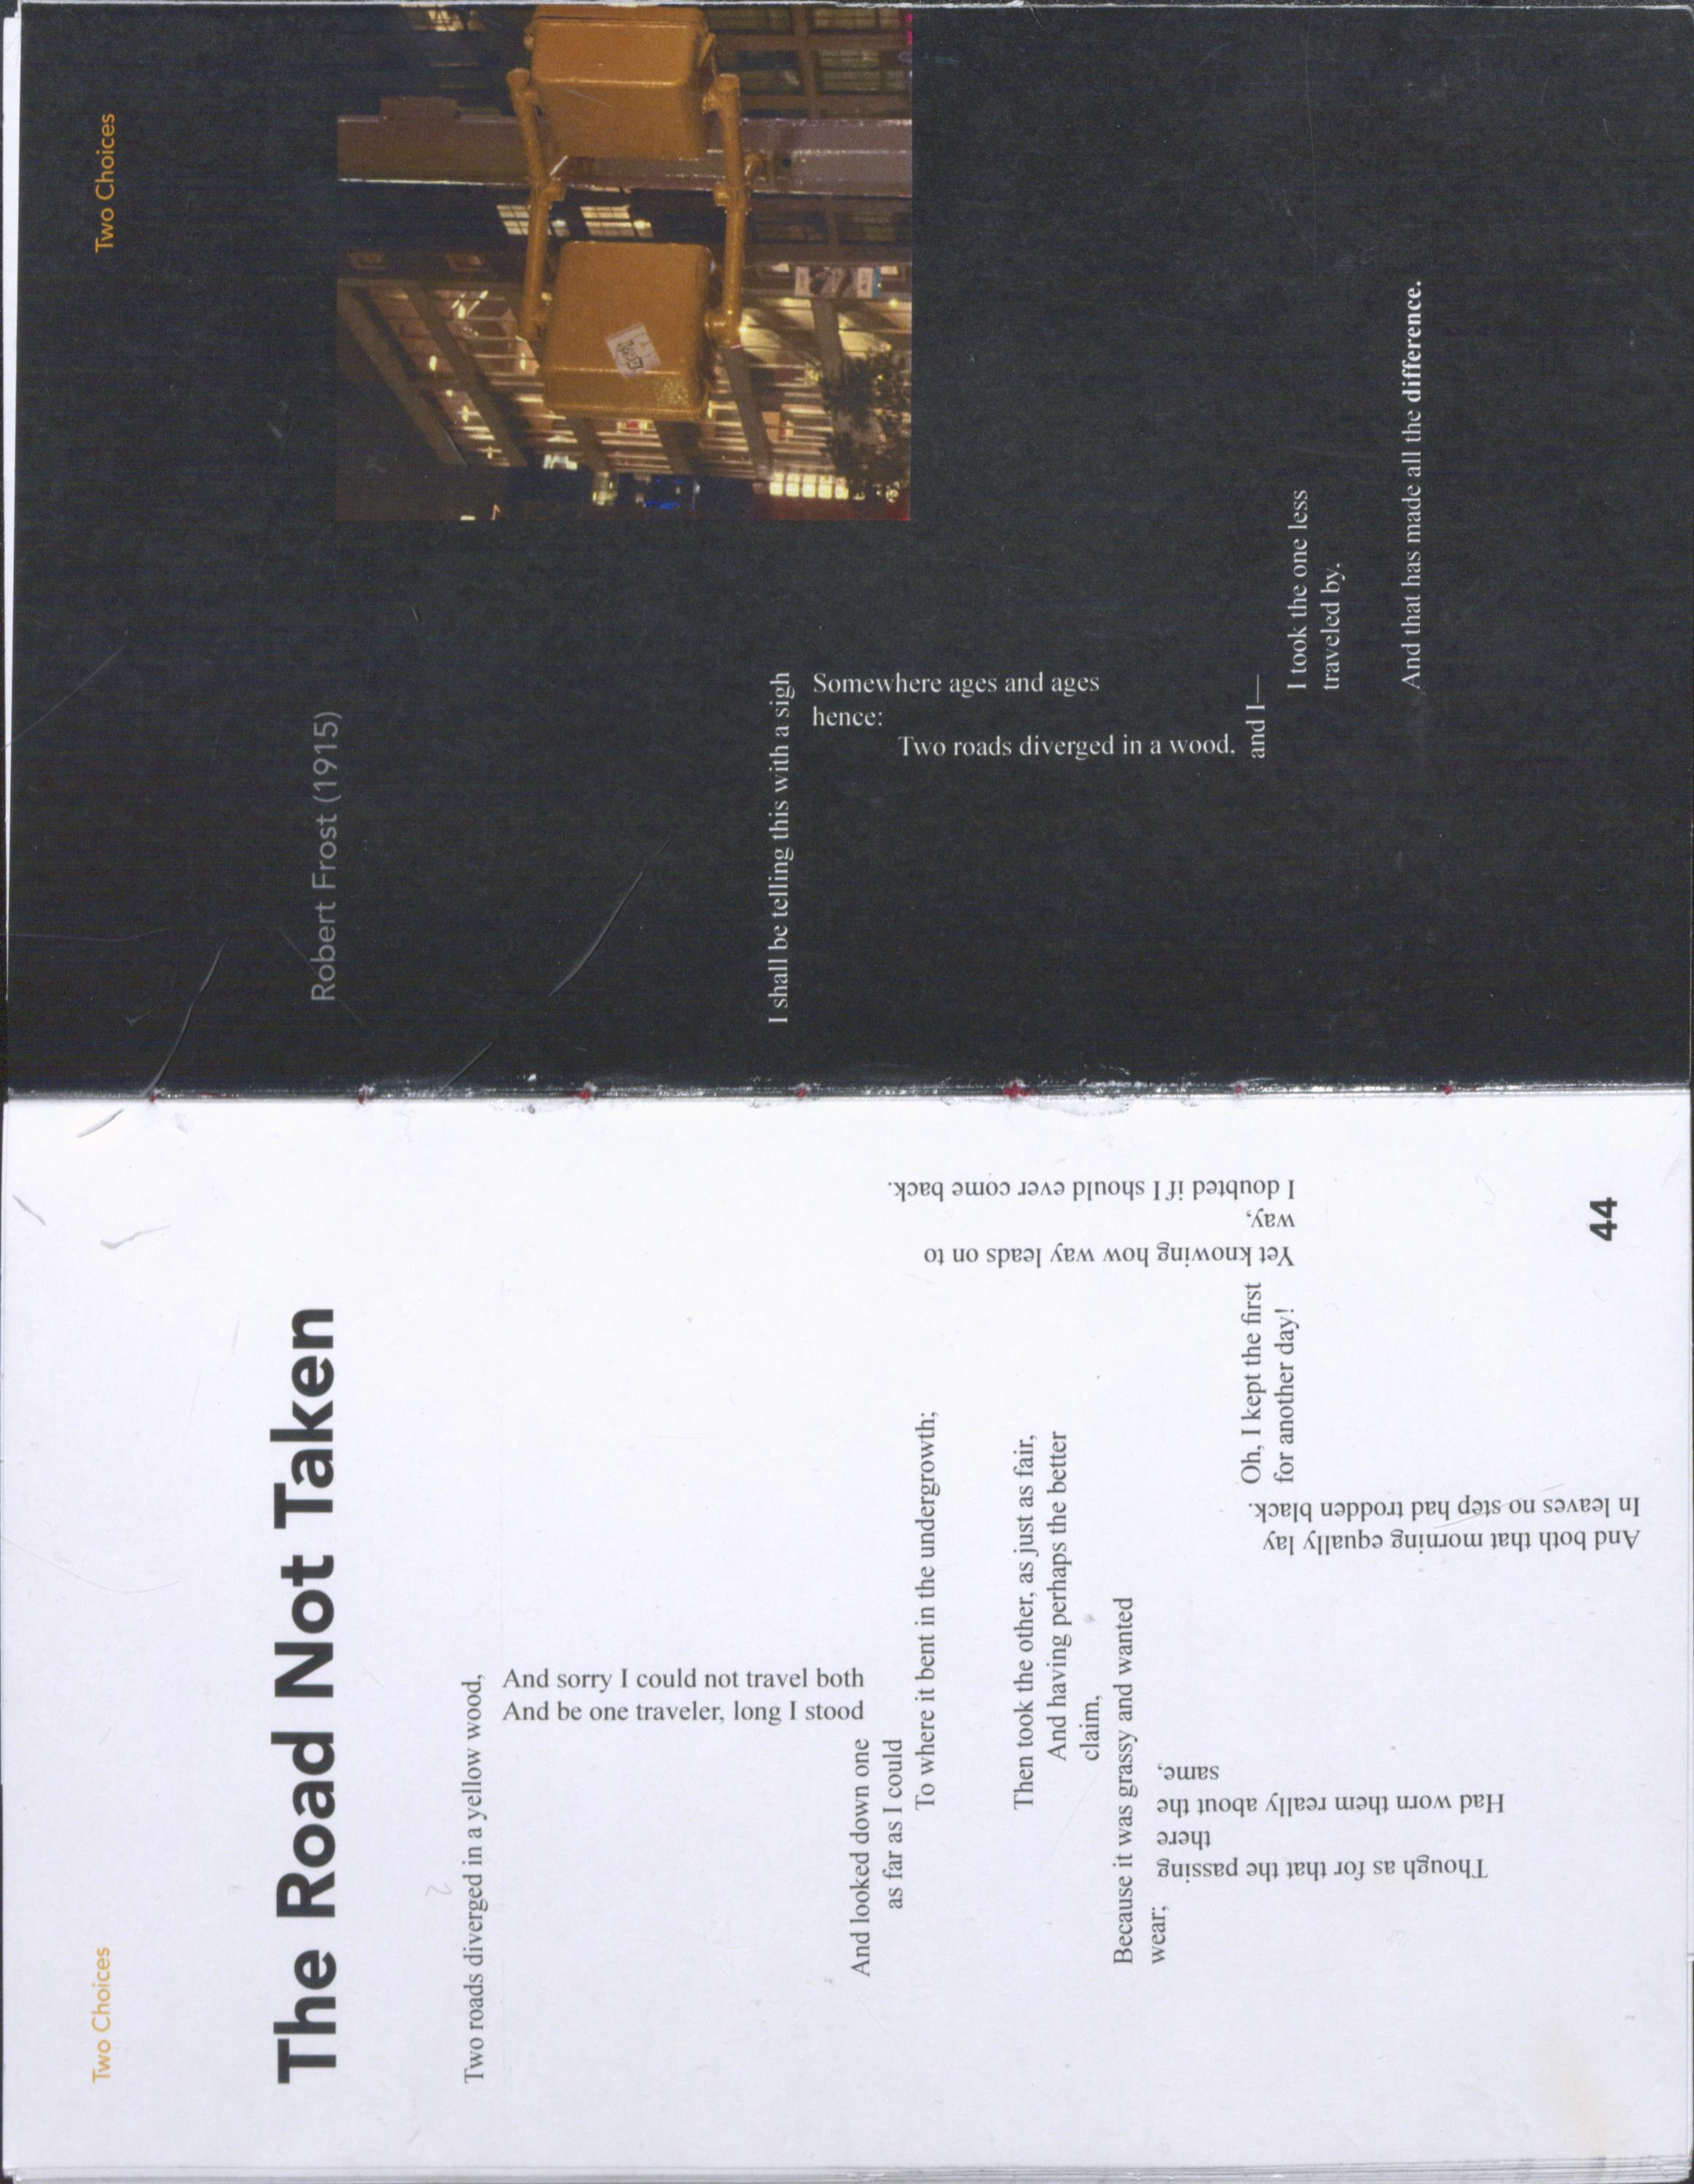 Two Choices
The Road Not Taken
Two roads diverged in a yellow wood,
And sorry I could not travel both
And be one traveler, long I stood
And looked down one
as far as I could
To where it bent in the undergrowth;
Then took the other, as just as fair,
And having perhaps the better
claim,
Because it was grassy and wanted
wear;
Though as for that the passing
there
Had worn them really about the
same,
And both that morning equally lay
In leaves no step had trodden black.
Oh, I kept the first
for another day!
Yet knowing how way leads on to
way,
I doubted if I should ever come back.
44
Two Choices
Robert Frost (1915)
I shall be telling this with a sigh
Somewhere ages and ages
hence:
Two roads diverged in a wood,
and I—
I took the one less
traveled by,
And that has made all the difference.